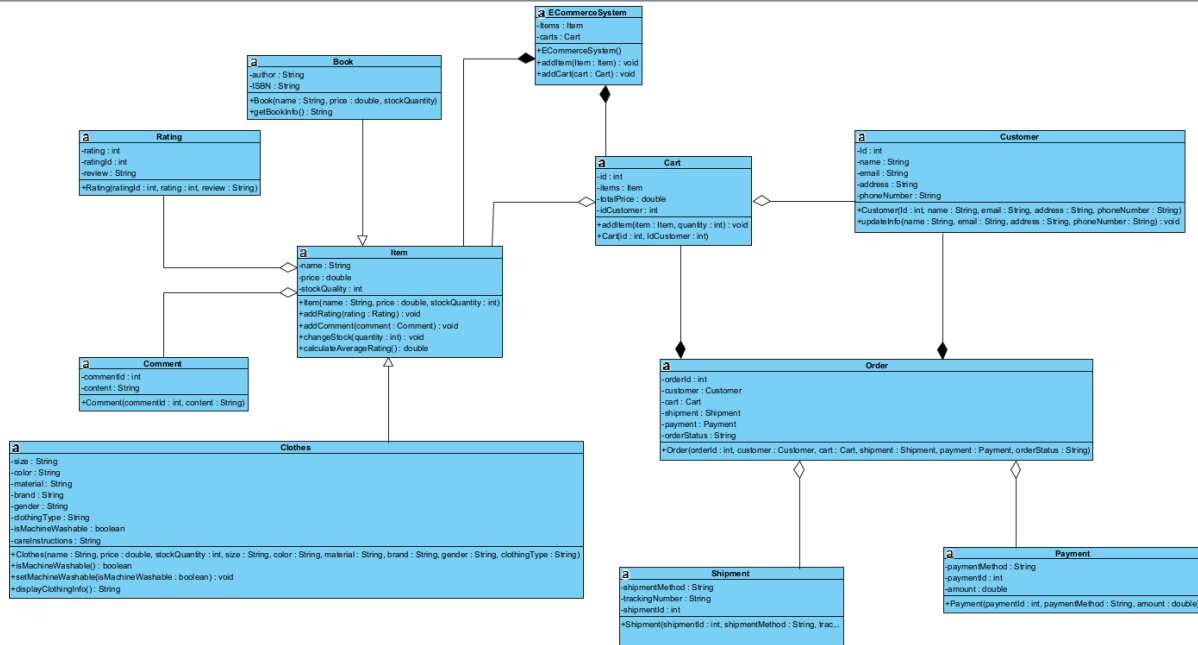 ECommerceSystem
-Items : Item
-carts : Cart
+ECommerceSystem()
+addItem(Item : Item) : void
+addCart(cart : Cart) : void
Book
-author : String
-ISBN : String
+Book(name : String, price : double, stockQuantity)
+getBookInfo() : String
Rating
-rating : int
-ratingId : int
-review : String
+Rating(ratingId : int, rating : int, review : String)
Cart
-id : int
-items : Item
-totalPrice : double
-idCustomer : int
+addItem(item : Item, quantity : int) : void
+Cart(id : int, IdCustomer : int)
Customer
-Id : int
-name : String
-email : String
-address : String
-phoneNumber : String
+Customer(Id : int, name : String, email : String, address : String, phoneNumber : String)
+updateInfo(name : String, email : String, address : String, phoneNumber : String) : void
Item
-name : String
-price : double
-stockQuality : int
+Item(name : String, price : double, stockQuantity : int)
+addRating(rating : Rating) : void
+addComment(comment : Comment) : void
+changeStock(quantity : int) : void
+calculateAverageRating() : double
Comment
-commentId : int
-content : String
+Comment(commentId : int, content : String)
Order
-orderId : int
-customer : Customer
-cart : Cart
-shipment : Shipment
-payment : Payment
-orderStatus : String
+Order(orderId : int, customer : Customer, cart : Cart, shipment : Shipment, payment : Payment, orderStatus : String)
Clothes
-size : String
-color : String
-material : String
-brand : String
-gender : String
-clothingType : String
-isMachineWashable : boolean
-careInstructions : String
+Clothes(name : String, price : double, stockQuantity : int, size : String, color : String, material : String, brand : String, gender : String, clothingType : String)
+isMachineWashable() : boolean
+setMachineWashable(isMachineWashable : boolean) : void
+displayClothingInfo() : String
Shipment
-shipmentMethod : String
-trackingNumber : String
-shipmentId : int
+Shipment(shipmentId : int, shipmentMethod : String, trac...
Payment
-paymentMethod : String
-paymentId : int
-amount : double
+Payment(paymentId : int, paymentMethod : String, amount : double)